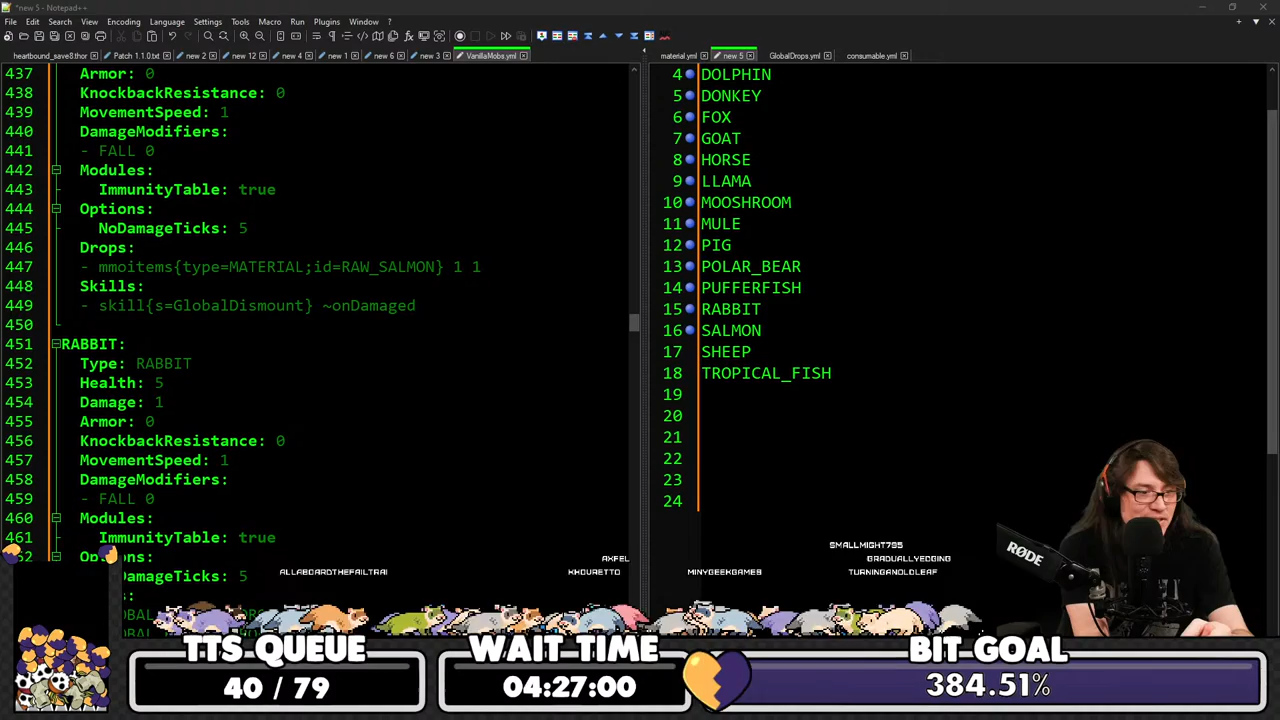 *new 5 - Notepad++
File Edit Search View Encoding Language Settings Tools Macro Run Plugins Window ?
heartbound_save8.thor Patch 1.1.0.txt new 2 new 12 new 4 new 1 new 6 new 3 VanillaMobs.yml
material.yml new 5 GlobalDrops.yml consumable.yml
437 Armor: 0
438 KnockbackResistance: 0
439 MovementSpeed: 1
440 DamageModifiers:
441 - FALL 0
442 Modules:
443 ImmunityTable: true
444 Options:
445 NoDamageTicks: 5
446 Drops:
447 - mmoitems{type=MATERIAL;id=RAW_SALMON} 1 1
448 Skills:
449 - skill{s=GlobalDismount} ~onDamaged
450
451 RABBIT:
452 Type: RABBIT
453 Health: 5
454 Damage: 1
455 Armor: 0
456 KnockbackResistance: 0
457 MovementSpeed: 1
458 DamageModifiers:
459 - FALL 0
460 Modules:
461 ImmunityTable: true
Options:
DamageTicks: 5
4 DOLPHIN
5 DONKEY
6 FOX
7 GOAT
8 HORSE
9 LLAMA
10 MOOSHROOM
11 MULE
12 PIG
13 POLAR_BEAR
14 PUFFERFISH
15 RABBIT
16 SALMON
17 SHEEP
18 TROPICAL_FISH
19
20
21
22
23
24
RØDE
SMALLMIGHT795
AXFEL
GRADUALLYEDGING
ALLABOARDTHEFAILTRAI
KHOURETTO
MINYGEEKGAMES
TURNINGANOLDLEAF
TTS QUEUE
40 / 79
WAIT TIME
04:27:00
BIT GOAL
384.51%